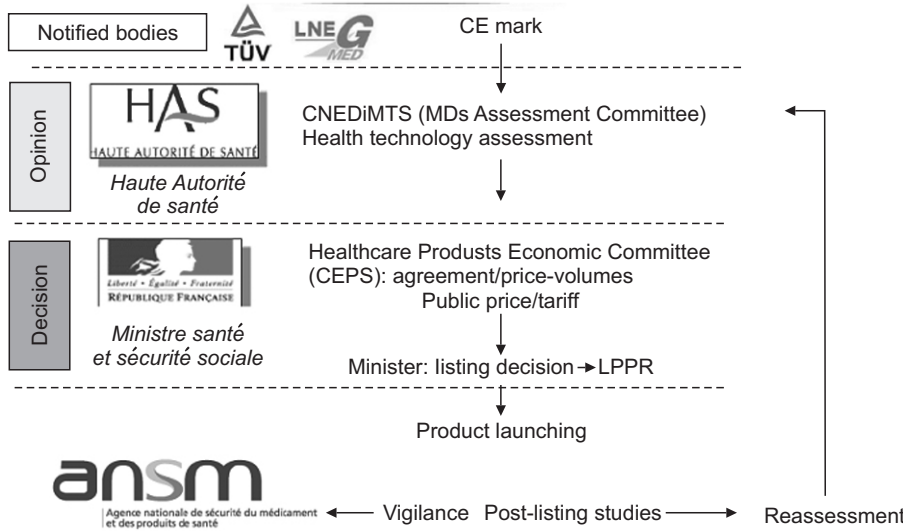 Notified bodies
TÜV
LNE G
MED
CE mark
Opinion
HAS
HAUTE AUTORITÉ DE SANTÉ
Haute Autorité
de santé
CNEDiMTS (MDs Assessment Committee)
Health technology assessment
Decision
Liberté • Égalité • Fraternité
RÉPUBLIQUE FRANÇAISE
Ministre santé
et sécurité sociale
Healthcare Produsts Economic Committee
(CEPS): agreement/price-volumes
Public price/tariff
Minister: listing decision → LPPR
Product launching
ansm
Agence nationale de sécurité du médicament
et des produits de santé
Vigilance Post-listing studies
Reassessment